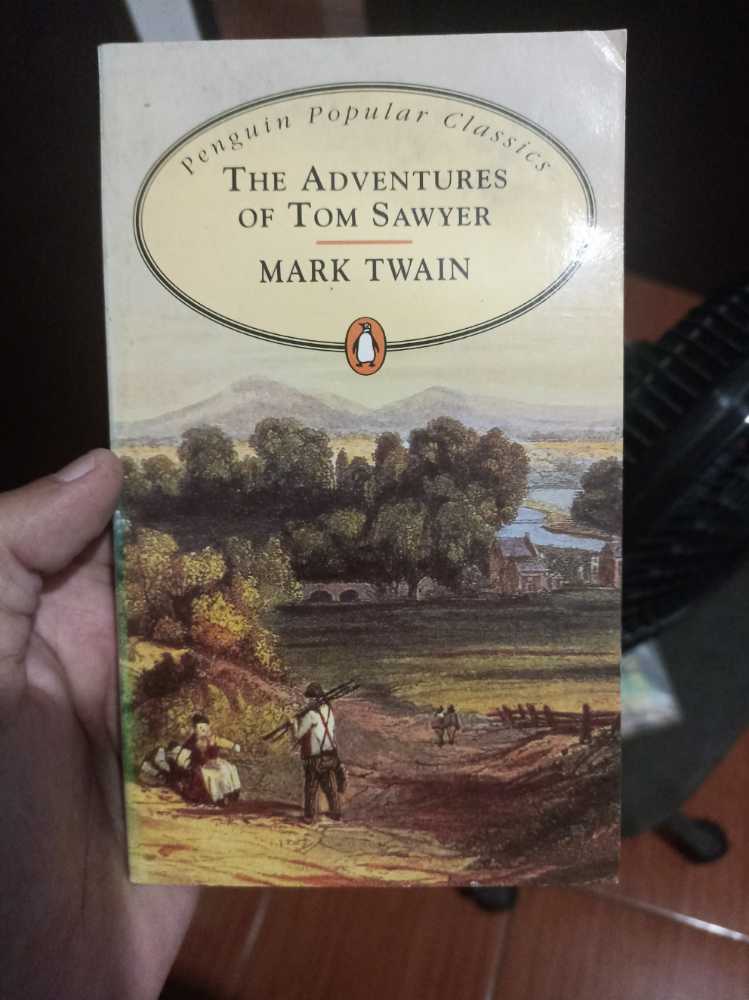 Penguin Popular Classics
THE ADVENTURES
OF TOM SAWYER
MARK TWAIN